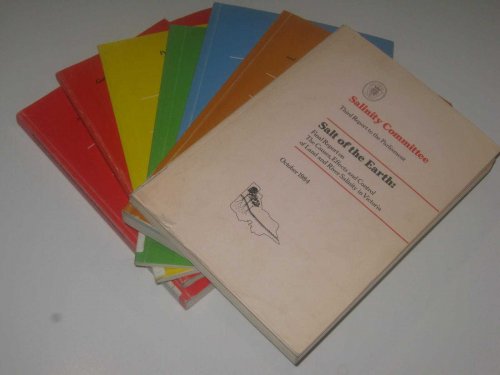 Salinity Committee
Third Report to the Parliament
Salt of the Earth:
Final Report on
The Causes, Effects and Control
of Land and River Salinity in Victoria
October 1984